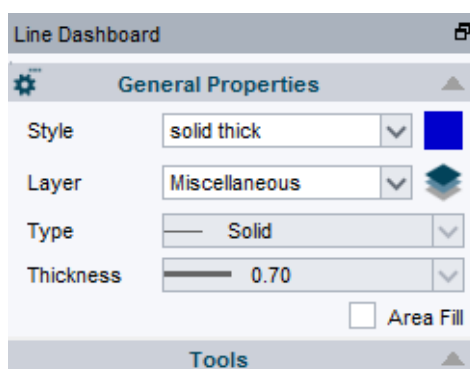 Line Dashboard
General Properties
Style solid thick
Layer Miscellaneous
Type Solid
Thickness 0.70
Area Fill
Tools